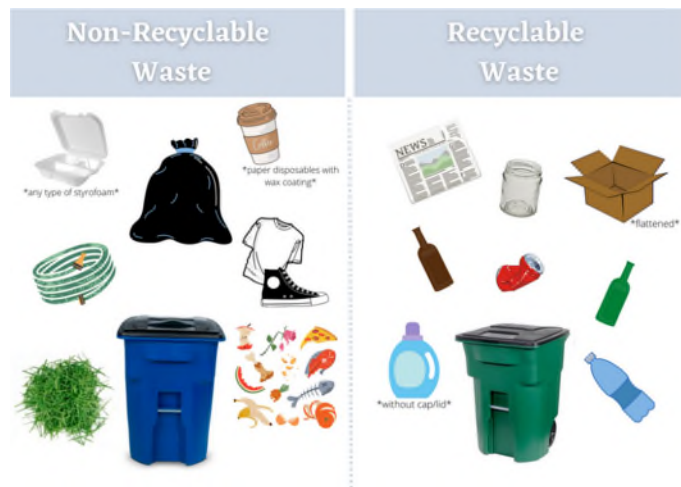 Non-Recyclable
Waste
Recyclable
Waste
*any type of styrofoam*
Coffee
*paper disposables with
wax coating*
NEWS
*flattened*
*without cap/lid*